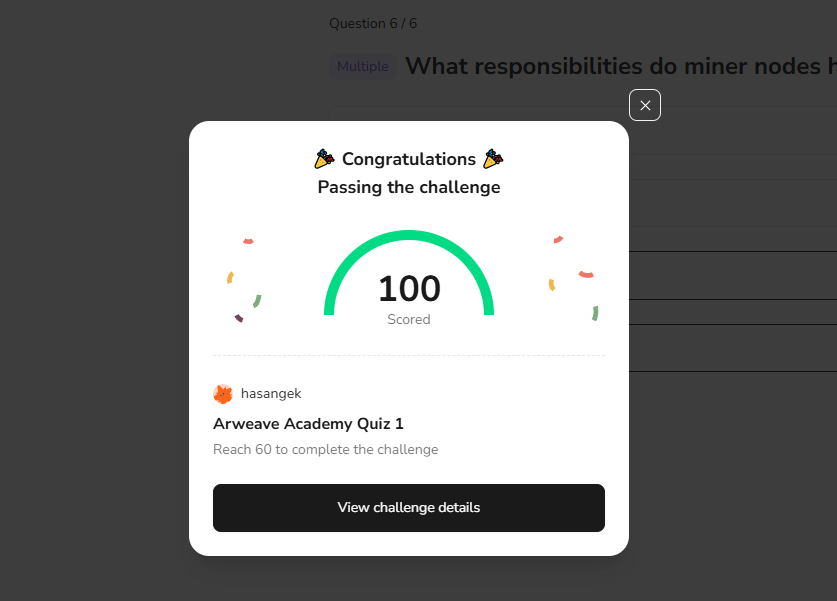 Question 6 / 6
Multiple What responsibilities do miner nodes h
Congratulations
Passing the challenge
100
Scored
hasangek
Arweave Academy Quiz 1
Reach 60 to complete the challenge
View challenge details